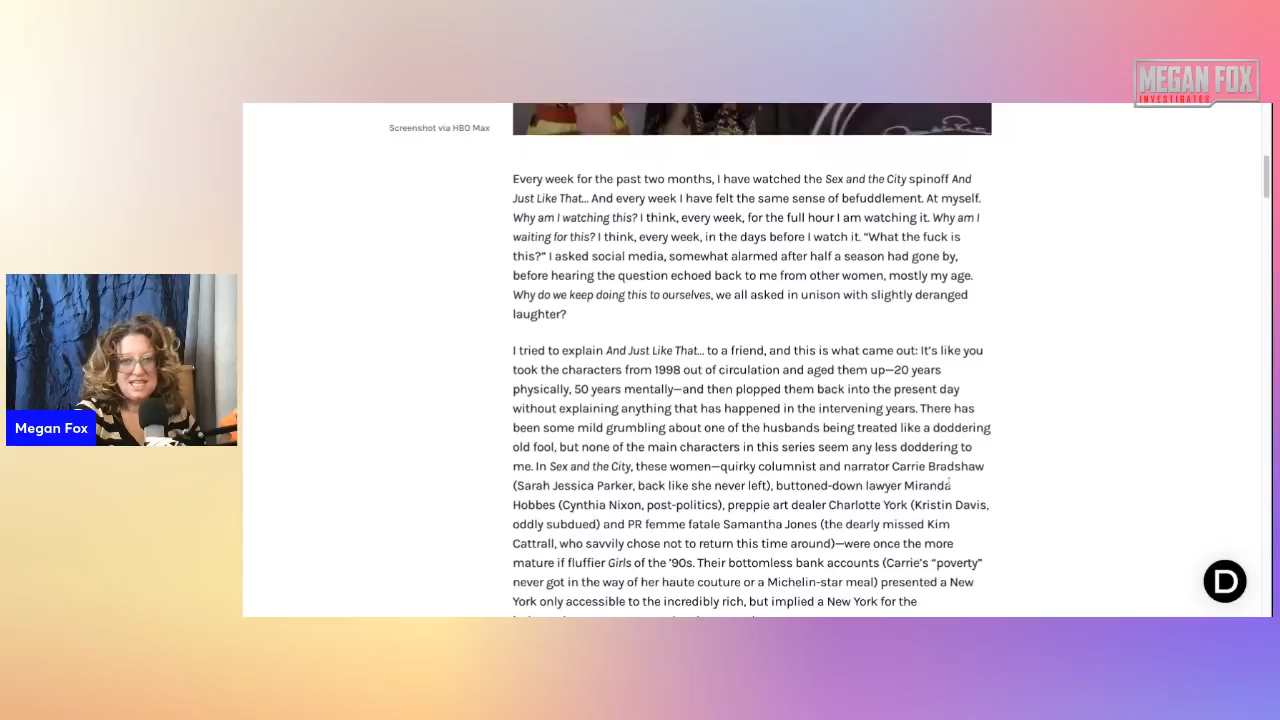 MEGAN FOX
INVESTIGATES
Screenshot via HBO Max
Every week for the past two months, I have watched the Sex and the City spinoff And
Just Like That... And every week I have felt the same sense of befuddlement. At myself.
Why am I watching this? I think, every week, for the full hour I am watching it. Why am I
waiting for this? I think, every week, in the days before I watch it. “What the fuck is
this?” I asked social media, somewhat alarmed after half a season had gone by,
before hearing the question echoed back to me from other women, mostly my age.
Why do we keep doing this to ourselves, we all asked in unison with slightly deranged
laughter?
I tried to explain And Just Like That... to a friend, and this is what came out: It’s like you
took the characters from 1998 out of circulation and aged them up—20 years
physically, 50 years mentally—and then plopped them back into the present day
without explaining anything that has happened in the intervening years. There has
been some mild grumbling about one of the husbands being treated like a doddering
old fool, but none of the main characters in this series seem any less doddering to
me. In Sex and the City, these women—quirky columnist and narrator Carrie Bradshaw
(Sarah Jessica Parker, back like she never left), buttoned-down lawyer Miranda
Hobbes (Cynthia Nixon, post-politics), preppie art dealer Charlotte York (Kristin Davis,
oddly subdued) and PR femme fatale Samantha Jones (the dearly missed Kim
Cattrall, who savvily chose not to return this time around)—were once the more
mature if fluffier Girls of the ’90s. Their bottomless bank accounts (Carrie’s “poverty”
never got in the way of her haute couture or a Michelin-star meal) presented a New
York only accessible to the incredibly rich, but implied a New York for the
Megan Fox
D